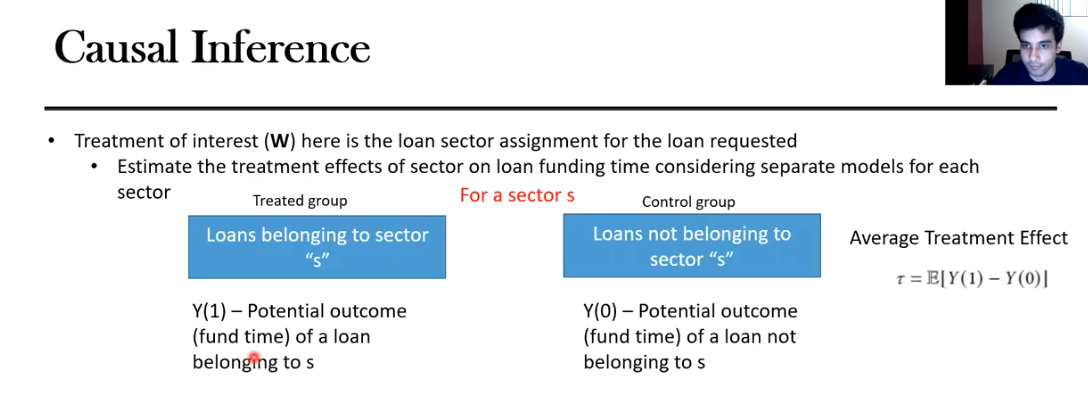 Causal Inference
• Treatment of interest (W) here is the loan sector assignment for the loan requested
• Estimate the treatment effects of sector on loan funding time considering separate models for each
sector
For a sector s
Treated group
Loans belonging to sector
“s”
Y(1) – Potential outcome
(fund time) of a loan
belonging to s
Control group
Loans not belonging to
sector “s”
Y(0) – Potential outcome
(fund time) of a loan not
belonging to s
Average Treatment Effect
τ = 𝔼[Y(1) − Y(0)]